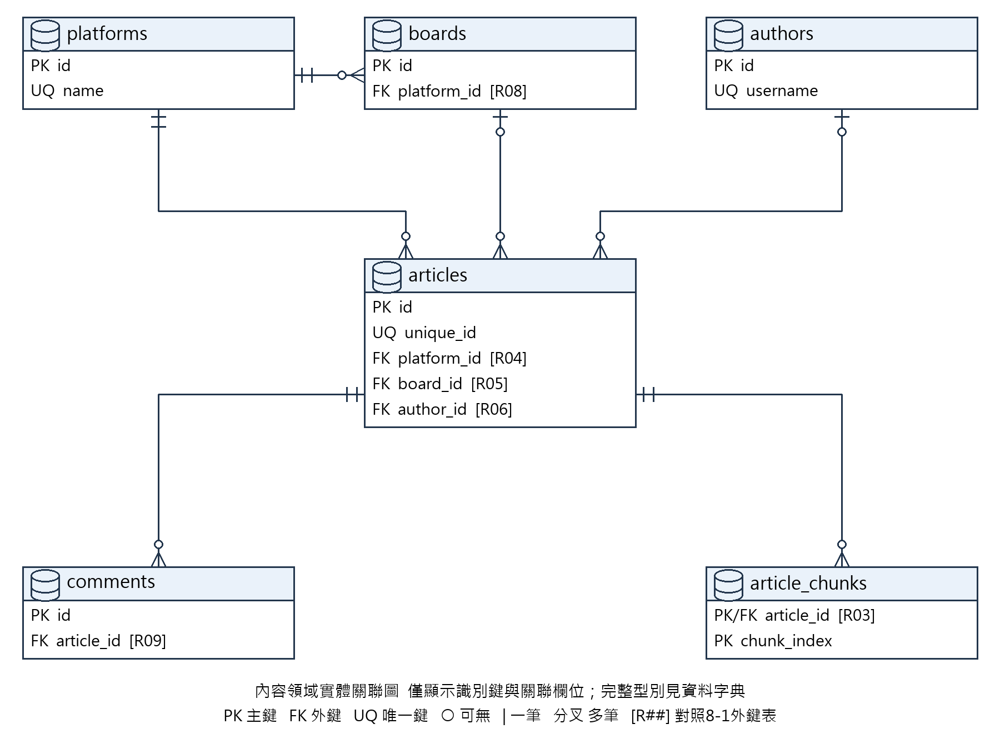 platforms
PK id
UQ name
boards
PK id
FK platform_id [R08]
authors
PK id
UQ username
articles
PK id
UQ unique_id
FK platform_id [R04]
FK board_id [R05]
FK author_id [R06]
comments
PK id
FK article_id [R09]
article_chunks
PK/FK article_id [R03]
PK chunk_index
內容領域實體關聯圖 僅顯示識別鍵與關聯欄位；完整型別見資料字典
PK 主鍵 FK 外鍵 UQ 唯一鍵 ○ 可無 | 一筆 分叉 多筆 [R##] 對照8-1外鍵表